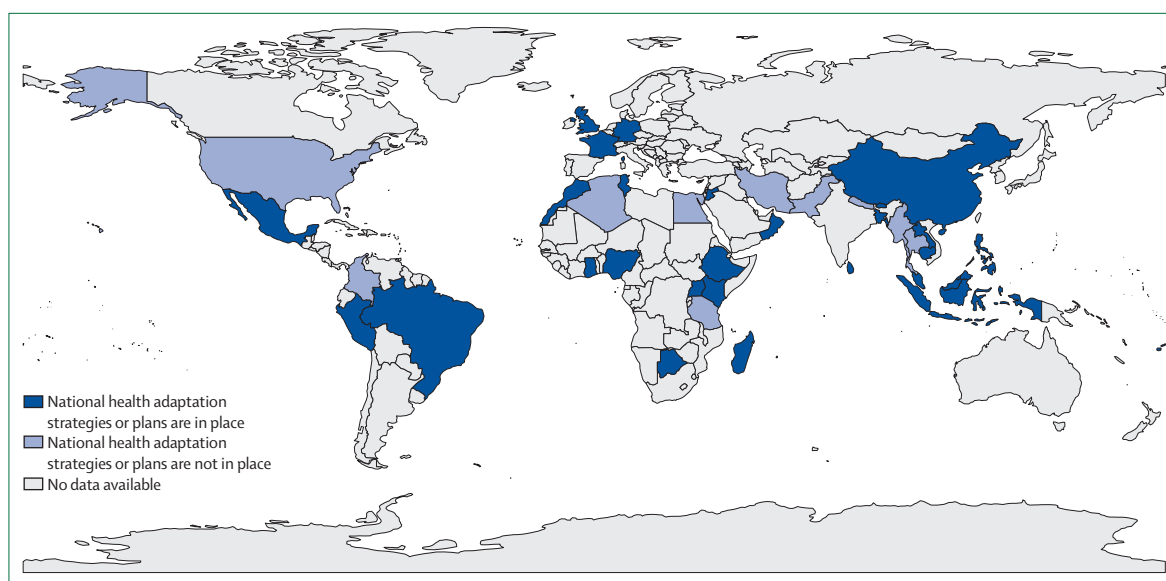 National health adaptation
strategies or plans are in place
National health adaptation
strategies or plans are not in place
No data available